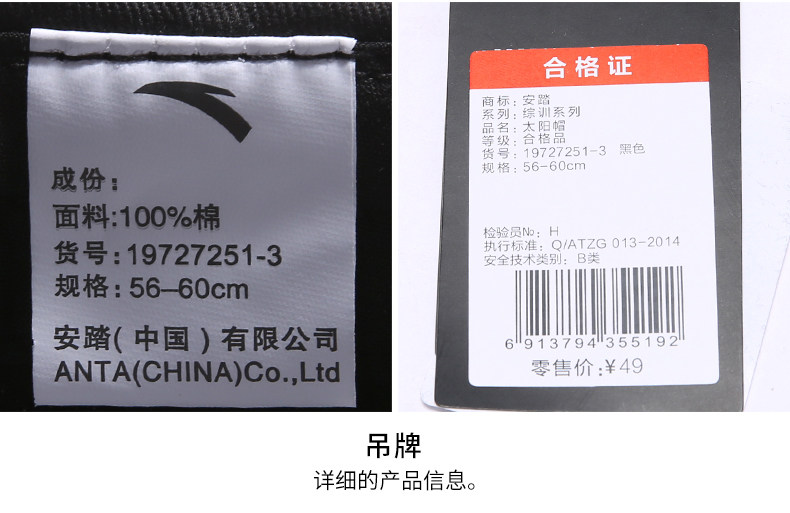 成份：
面料:100%棉
货号:19727251-3
规格:56–60cm
安踏(中国)有限公司
ANTA(CHINA)Co.,Ltd
合格证
商标: 安踏
系列: 综训系列
品名: 太阳帽
等级: 合格品
货号: 19727251-3 黑色
规格: 56-60cm
检验员№: H
执行标准: Q/ATZG 013-2014
安全技术类别: B类
6 913794 355192
零售价:￥49
吊牌
详细的产品信息。